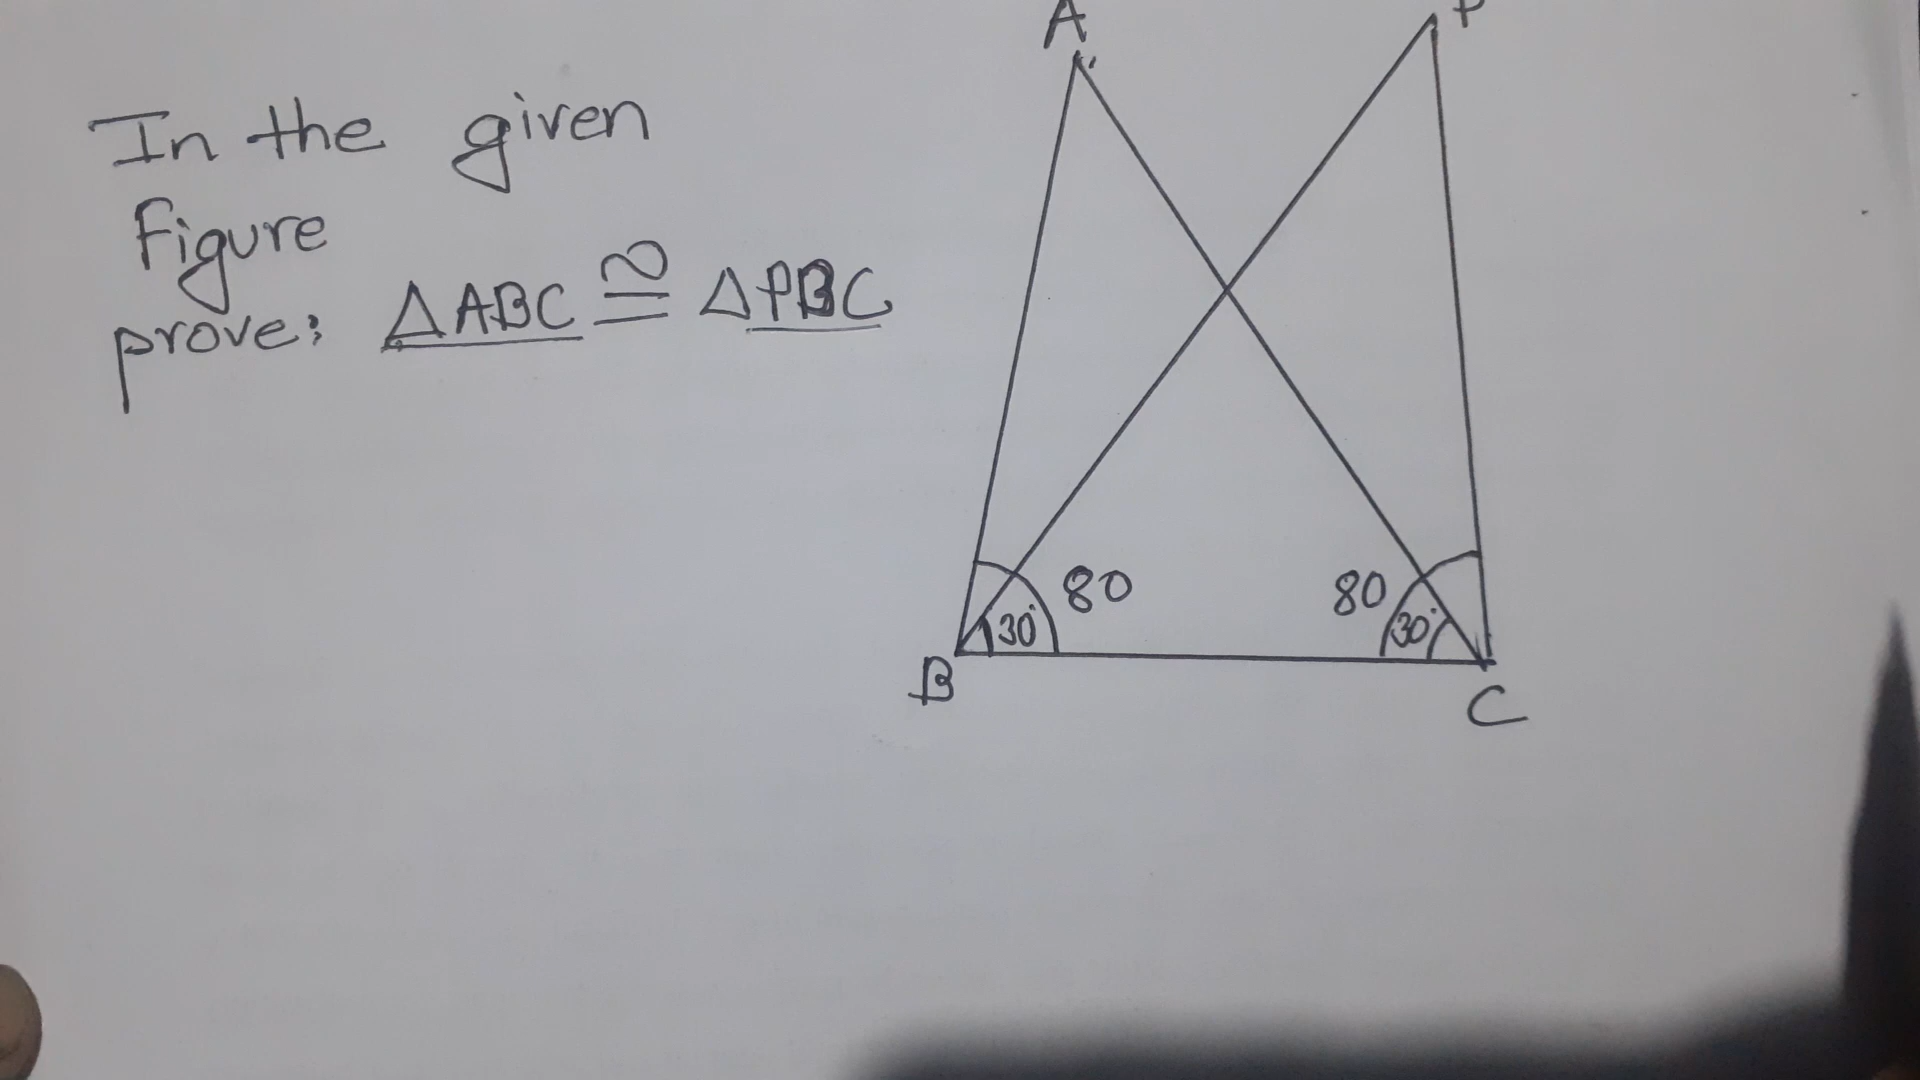 In the given
figure
prove: ΔABC ≅ ΔPBC
A
P
80
80
30°
30°
B
C